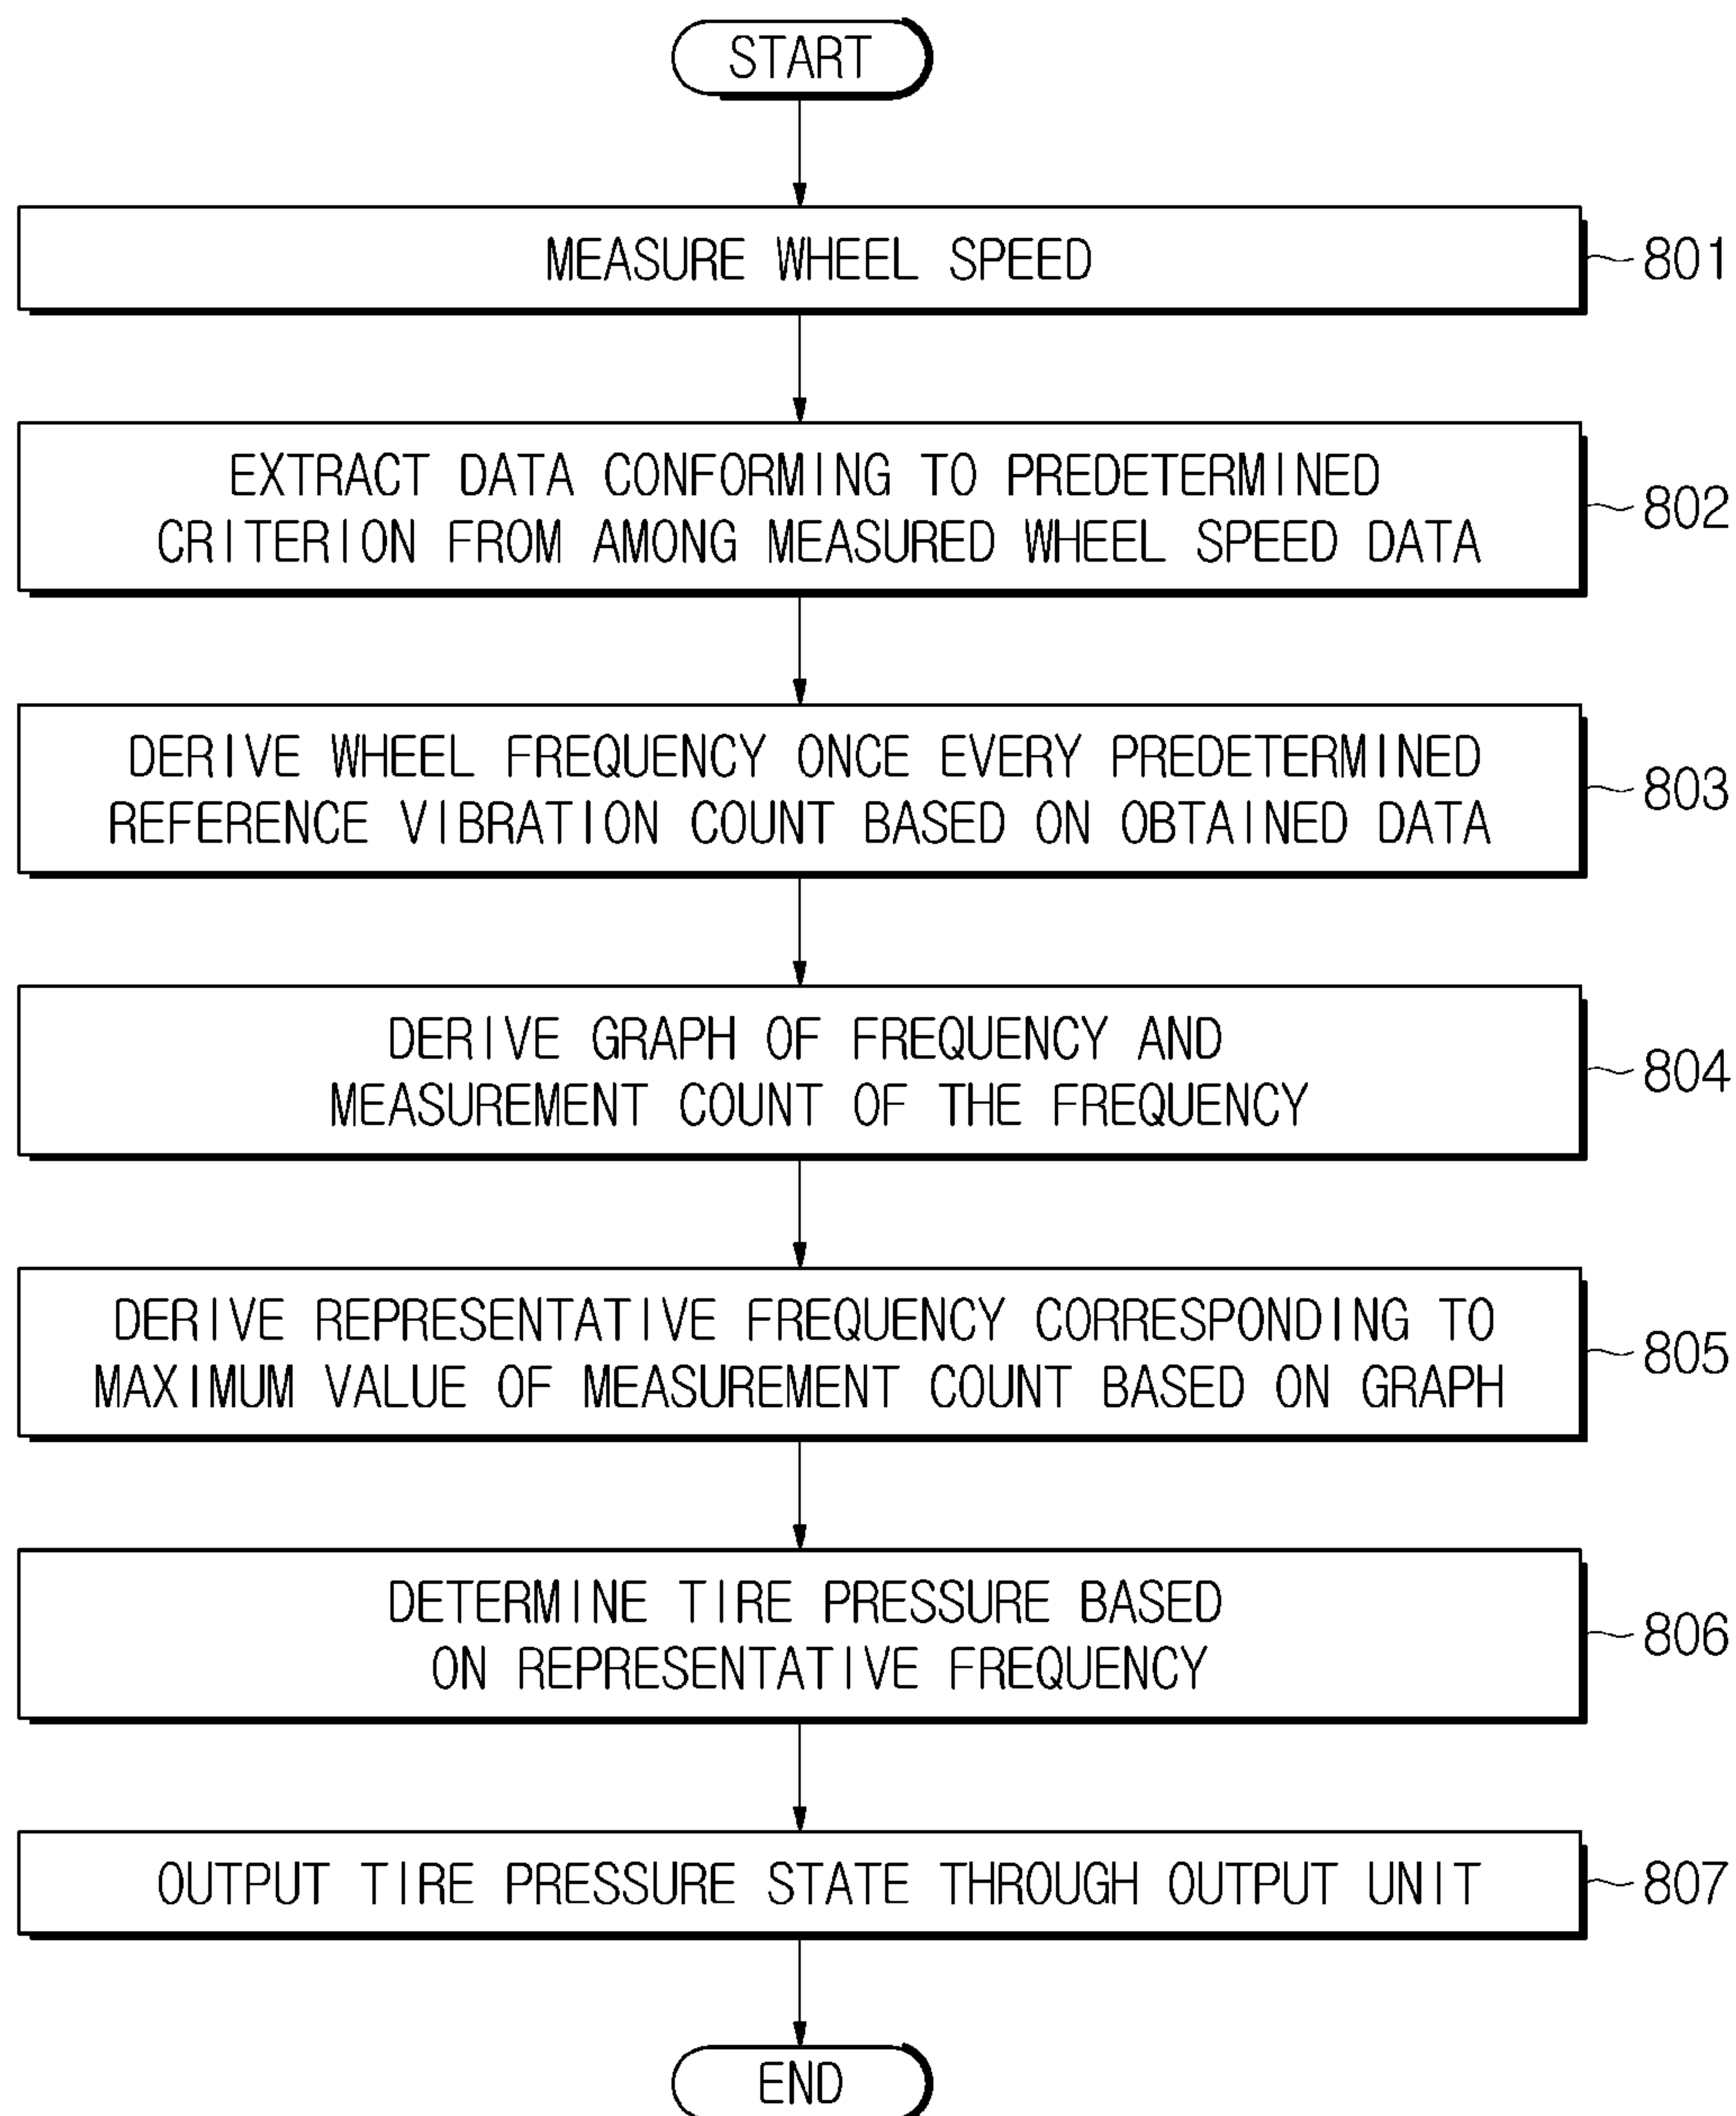 START
MEASURE WHEEL SPEED
801
EXTRACT DATA CONFORMING TO PREDETERMINED
CRITERION FROM AMONG MEASURED WHEEL SPEED DATA
802
DERIVE WHEEL FREQUENCY ONCE EVERY PREDETERMINED
REFERENCE VIBRATION COUNT BASED ON OBTAINED DATA
803
DERIVE GRAPH OF FREQUENCY AND
MEASUREMENT COUNT OF THE FREQUENCY
804
DERIVE REPRESENTATIVE FREQUENCY CORRESPONDING TO
MAXIMUM VALUE OF MEASUREMENT COUNT BASED ON GRAPH
805
DETERMINE TIRE PRESSURE BASED
ON REPRESENTATIVE FREQUENCY
806
OUTPUT TIRE PRESSURE STATE THROUGH OUTPUT UNIT
807
END